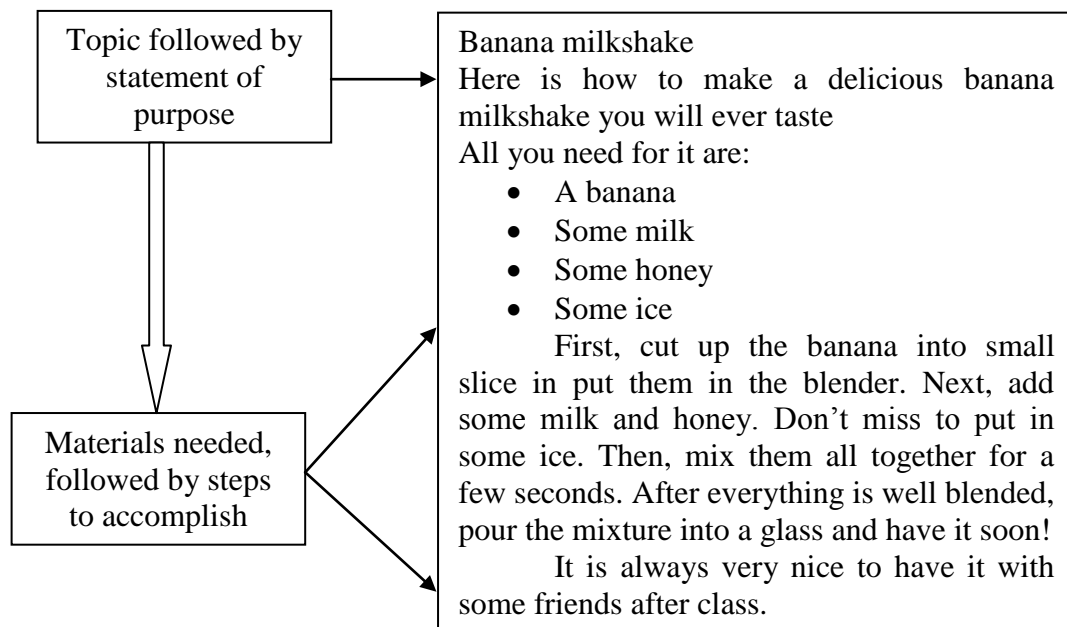 Topic followed by
statement of
purpose
Materials needed,
followed by steps
to accomplish
Banana milkshake
Here is how to make a delicious banana
milkshake you will ever taste
All you need for it are:
• A banana
• Some milk
• Some honey
• Some ice
First, cut up the banana into small
slice in put them in the blender. Next, add
some milk and honey. Don’t miss to put in
some ice. Then, mix them all together for a
few seconds. After everything is well blended,
pour the mixture into a glass and have it soon!
It is always very nice to have it with
some friends after class.